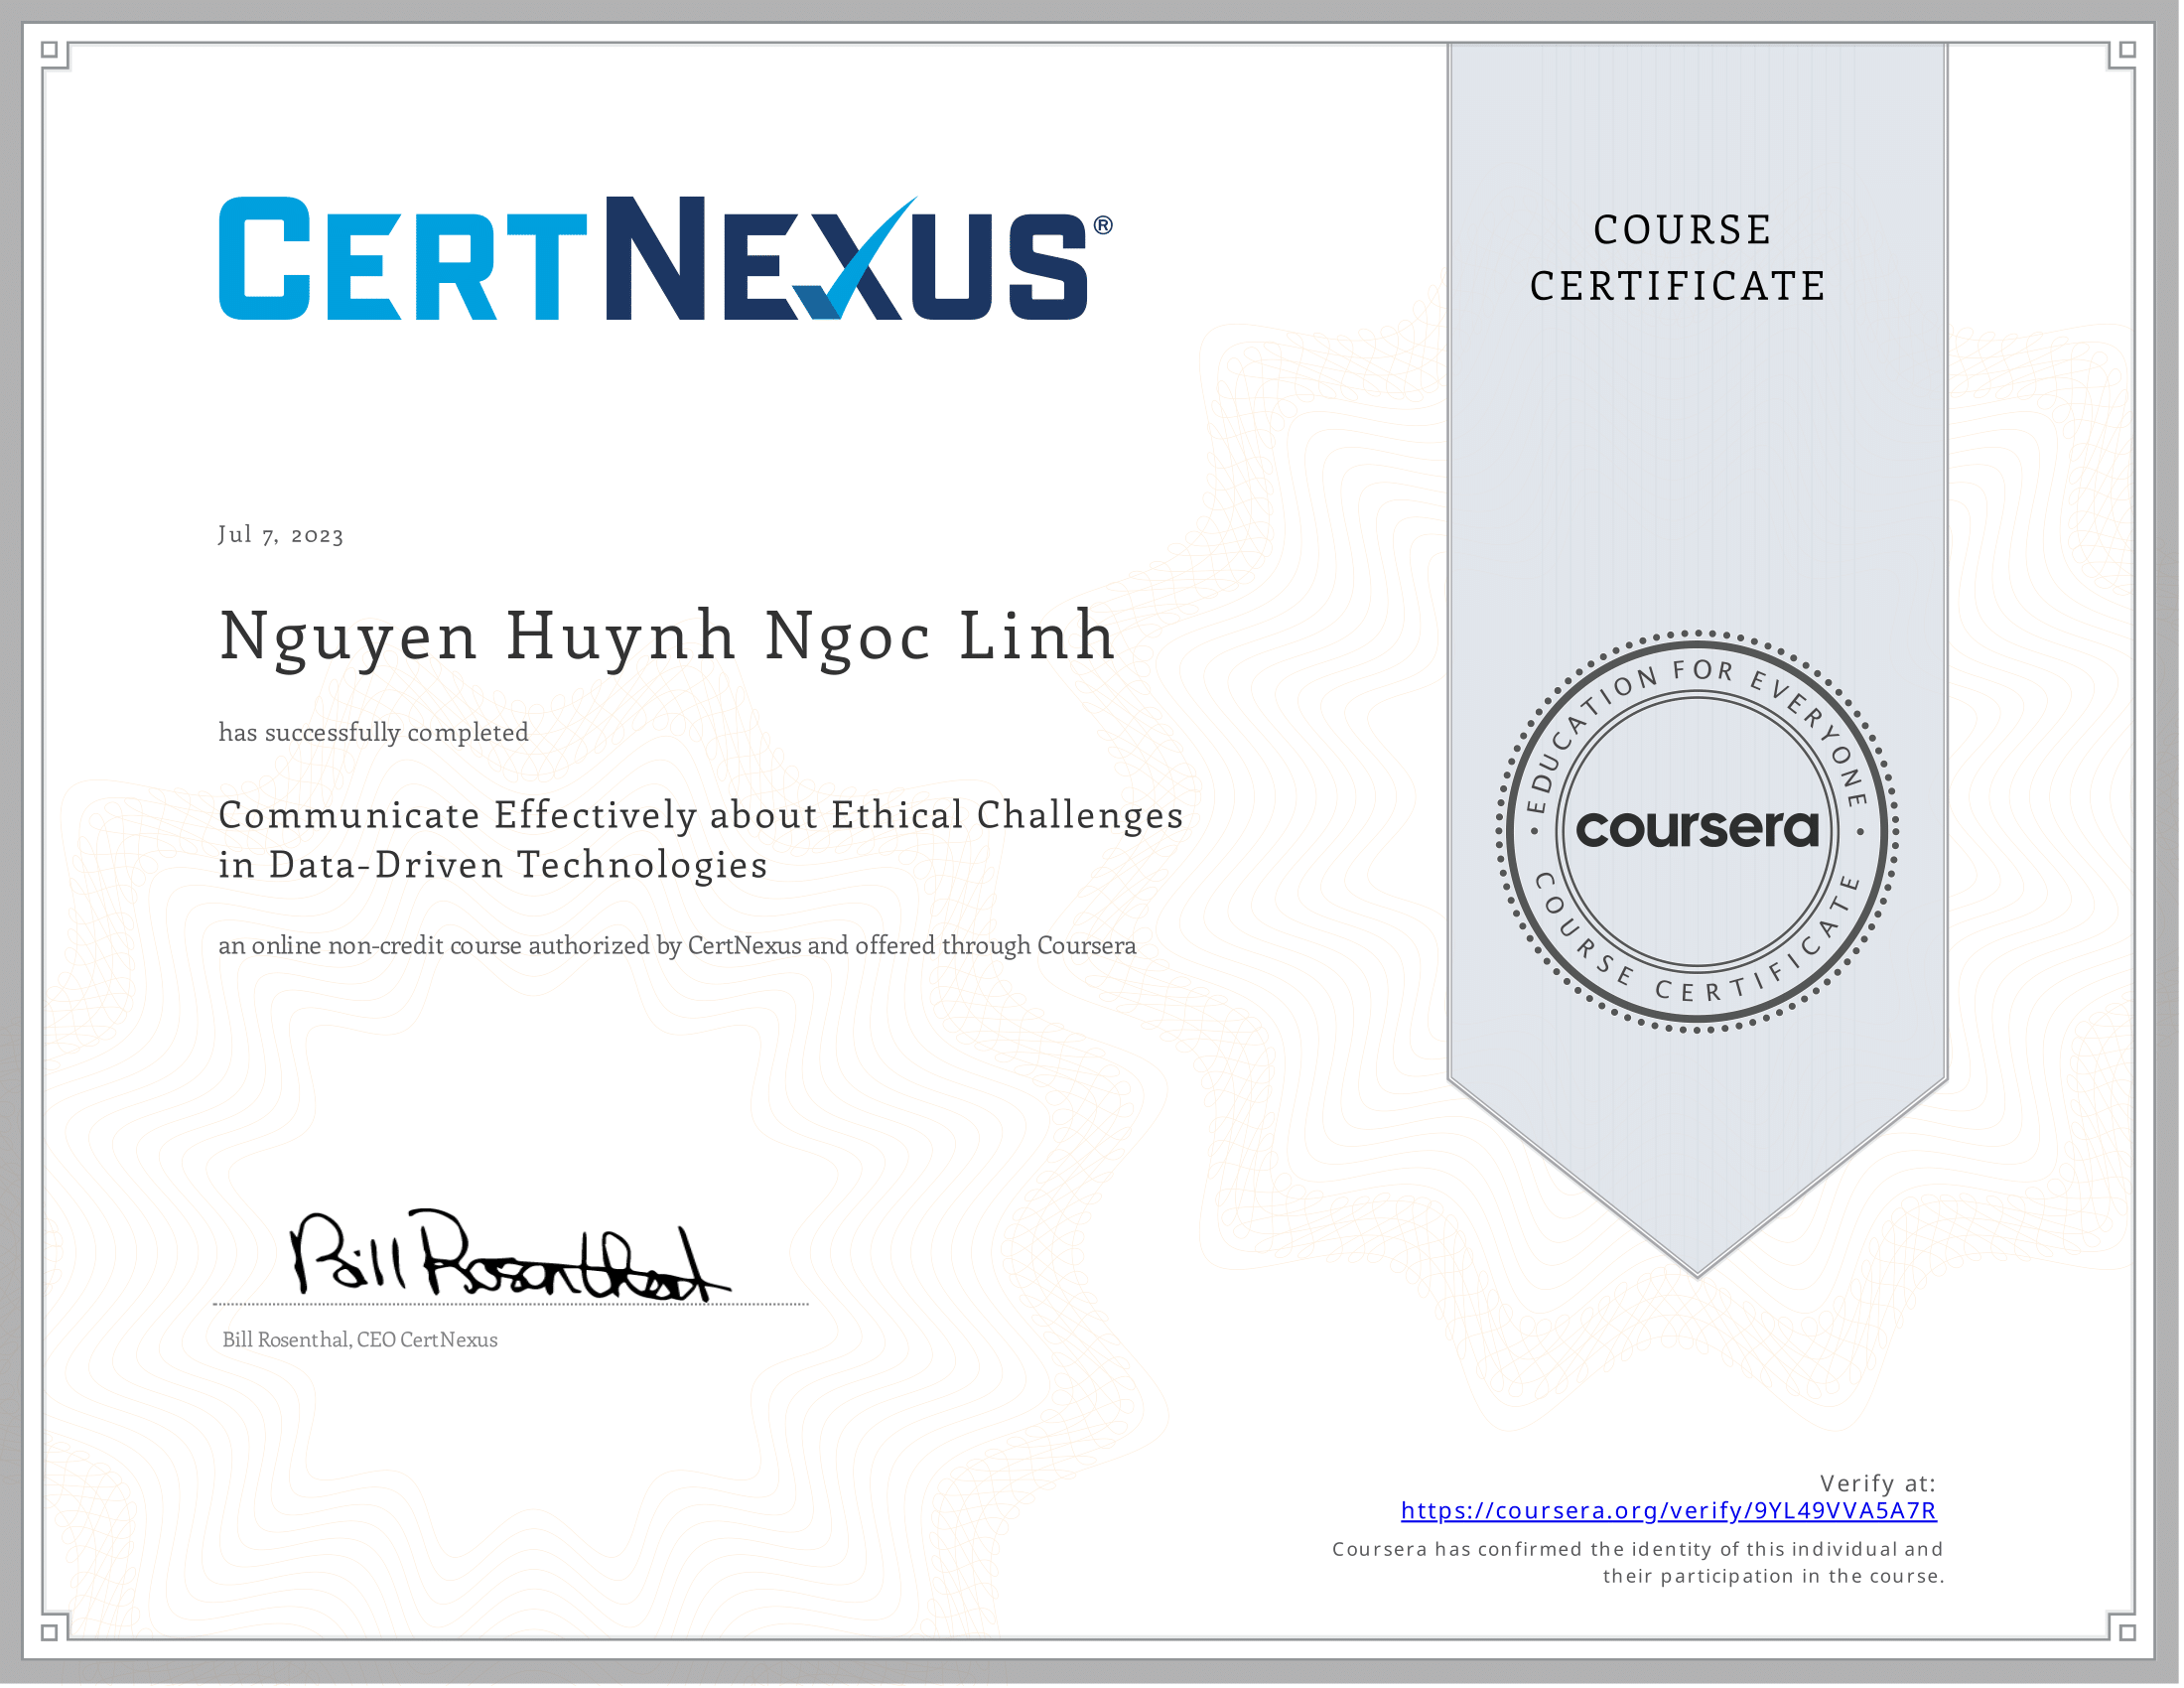 CERTNEXUS®
COURSE
CERTIFICATE
Jul 7, 2023
Nguyen Huynh Ngoc Linh
has successfully completed
Communicate Effectively about Ethical Challenges
in Data-Driven Technologies
an online non-credit course authorized by CertNexus and offered through Coursera
EDUCATION FOR EVERYONE
coursera
COURSE CERTIFICATE
Bill Rosenthal
Bill Rosenthal, CEO CertNexus
Verify at:
https://coursera.org/verify/9YL49VVA5A7R
Coursera has confirmed the identity of this individual and
their participation in the course.